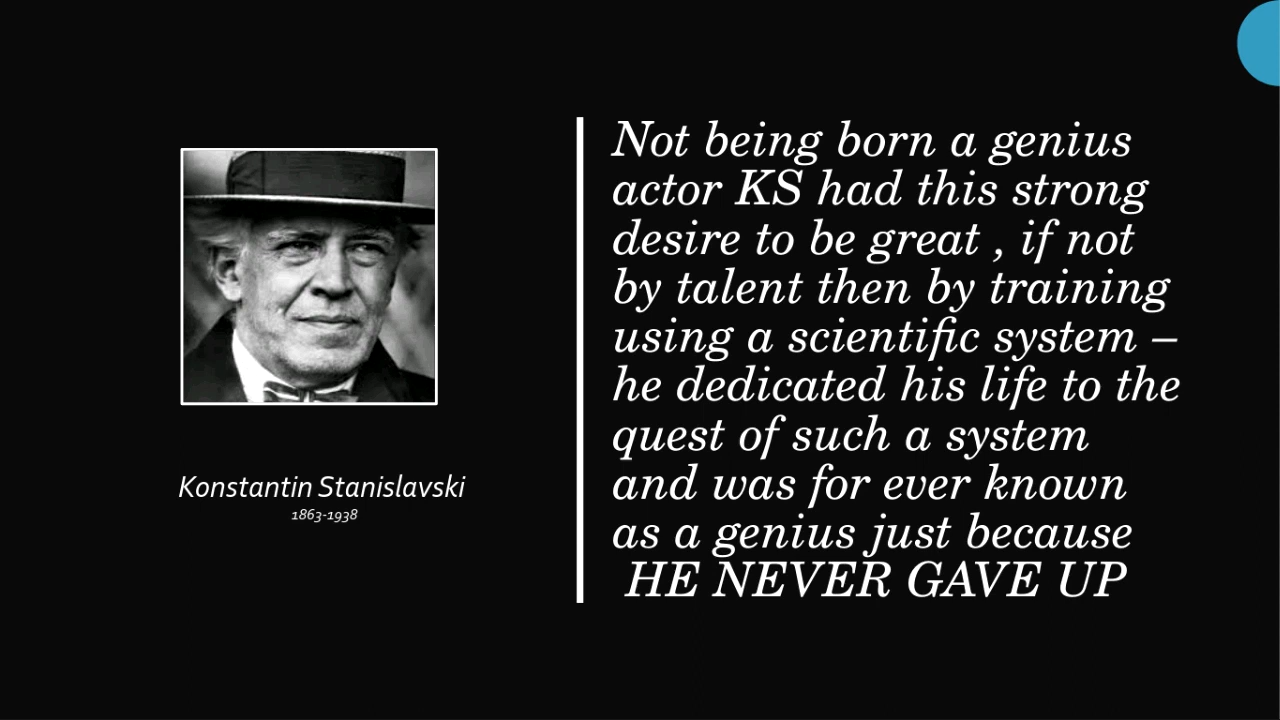 Not being born a genius
actor KS had this strong
desire to be great , if not
by talent then by training
using a scientific system –
he dedicated his life to the
quest of such a system
and was for ever known
as a genius just because
HE NEVER GAVE UP
Konstantin Stanislavski
1863-1938